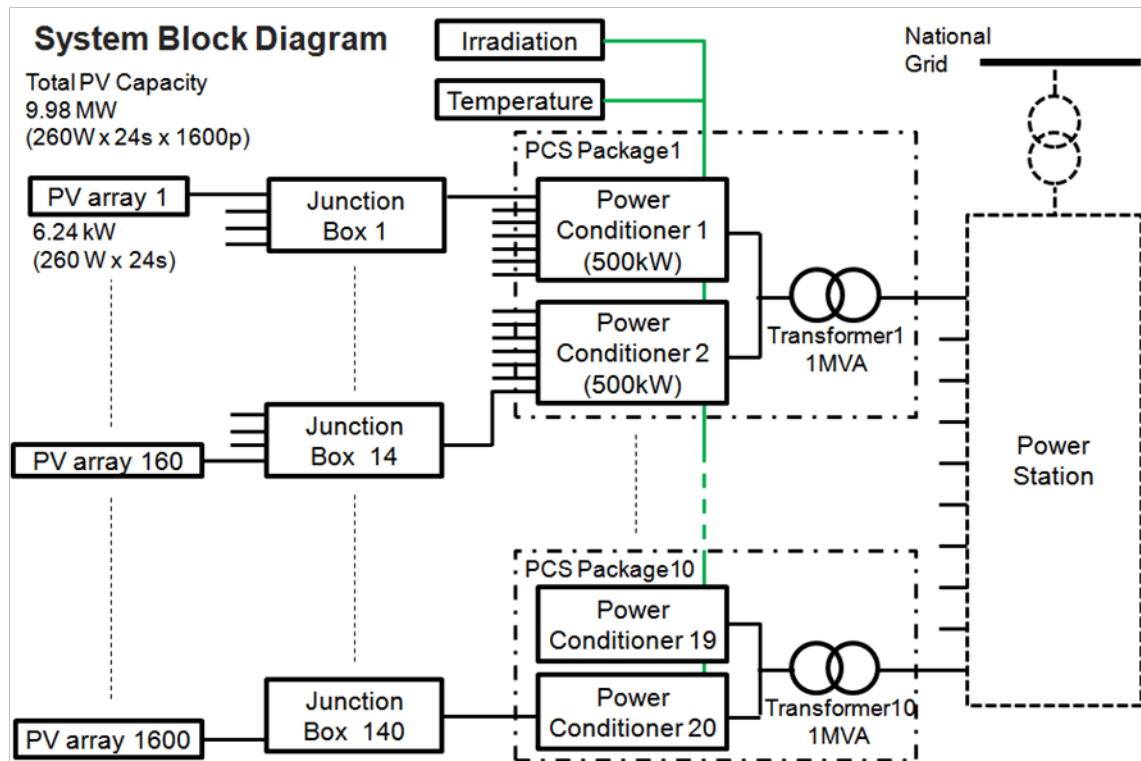 System Block Diagram
Total PV Capacity
9.98 MW
(260W x 24s x 1600p)
Irradiation
Temperature
National
Grid
PCS Package1
PV array 1
6.24 kW
(260 W x 24s)
Junction
Box 1
Power
Conditioner 1
(500kW)
Power
Conditioner 2
(500kW)
Transformer1
1MVA
PV array 160
Junction
Box 14
Power
Station
PCS Package10
Power
Conditioner 19
Power
Conditioner 20
Transformer10
1MVA
PV array 1600
Junction
Box 140